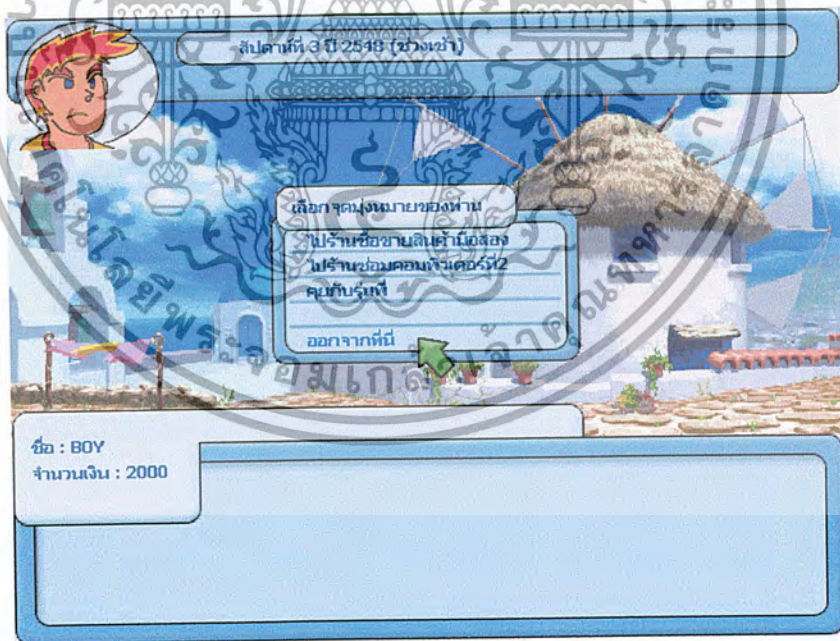 สัปดาห์ที่ 3 ปี 2548 (ช่วงเช้า)
เลือกจุดมุ่งหมายของท่าน
ไปร้านซื้อขายสินค้ามือสอง
ไปร้านซ่อมคอมพิวเตอร์ที่2
คุยกับรุ่นพี่
ออกจากที่นี่
ชื่อ : BOY
จำนวนเงิน : 2000